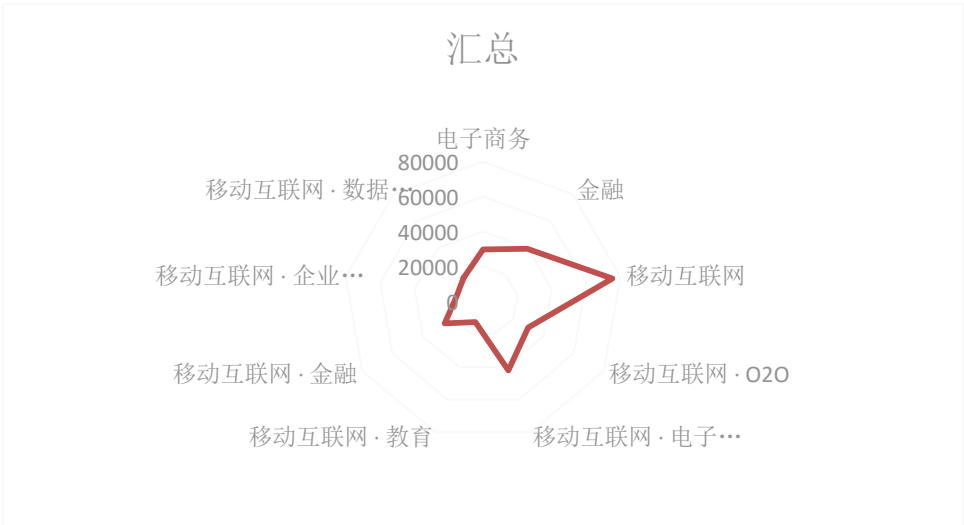 汇总
电子商务
80000
移动互联网 · 数据…
金融
60000
40000
移动互联网 · 企业…
移动互联网
20000
0
移动互联网 · 金融
移动互联网 · O2O
移动互联网 · 教育
移动互联网 · 电子…